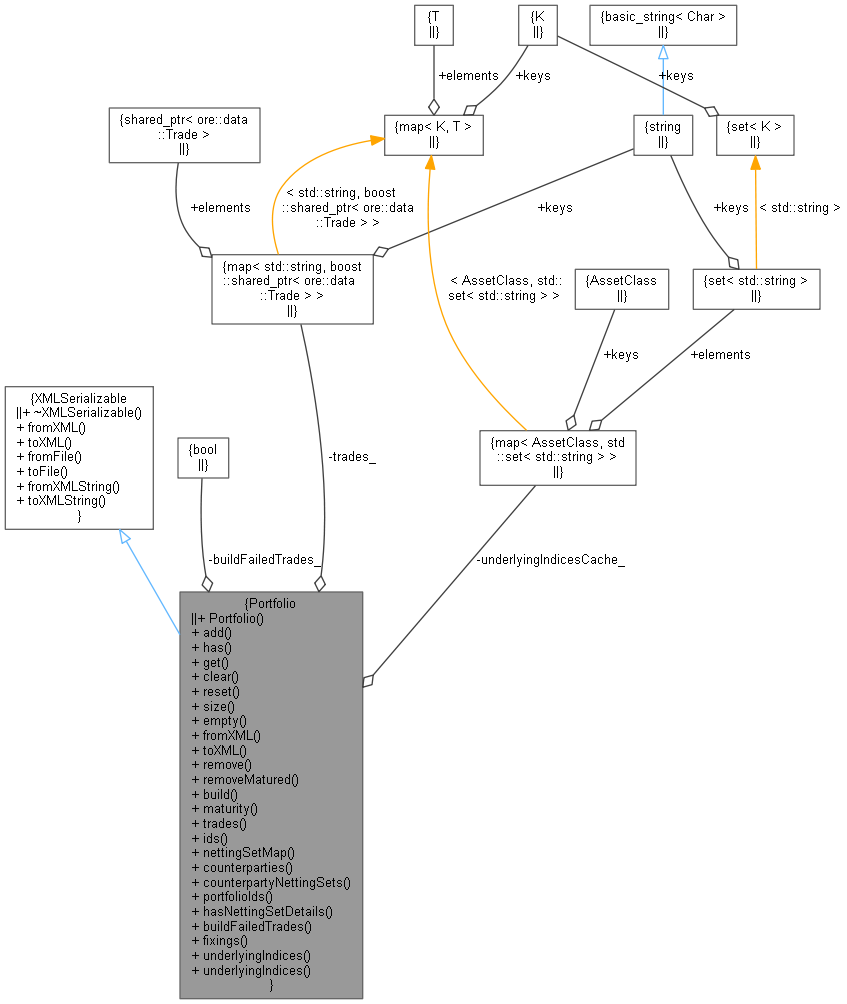 {T
||}
{K
||}
{basic_string< Char >
||}
+elements
+keys
+keys
{shared_ptr< ore::data
::Trade >
||}
{map< K, T >
||}
{string
||}
{set< K >
||}
+elements
< std::string, boost
::shared_ptr< ore::data
::Trade > >
+keys
+keys
< std::string >
{map< std::string, boost
::shared_ptr< ore::data
::Trade > >
||}
< AssetClass, std::
set< std::string > >
{AssetClass
||}
{set< std::string >
||}
+keys
+elements
{XMLSerializable
||+ ~XMLSerializable()
+ fromXML()
+ toXML()
+ fromFile()
+ toFile()
+ fromXMLString()
+ toXMLString()
}
{bool
||}
-trades_
{map< AssetClass, std
::set< std::string > >
||}
-buildFailedTrades_
-underlyingIndicesCache_
{Portfolio
||+ Portfolio()
+ add()
+ has()
+ get()
+ clear()
+ reset()
+ size()
+ empty()
+ fromXML()
+ toXML()
+ remove()
+ removeMatured()
+ build()
+ maturity()
+ trades()
+ ids()
+ nettingSetMap()
+ counterparties()
+ counterpartyNettingSets()
+ portfolioIds()
+ hasNettingSetDetails()
+ buildFailedTrades()
+ fixings()
+ underlyingIndices()
+ underlyingIndices()
}